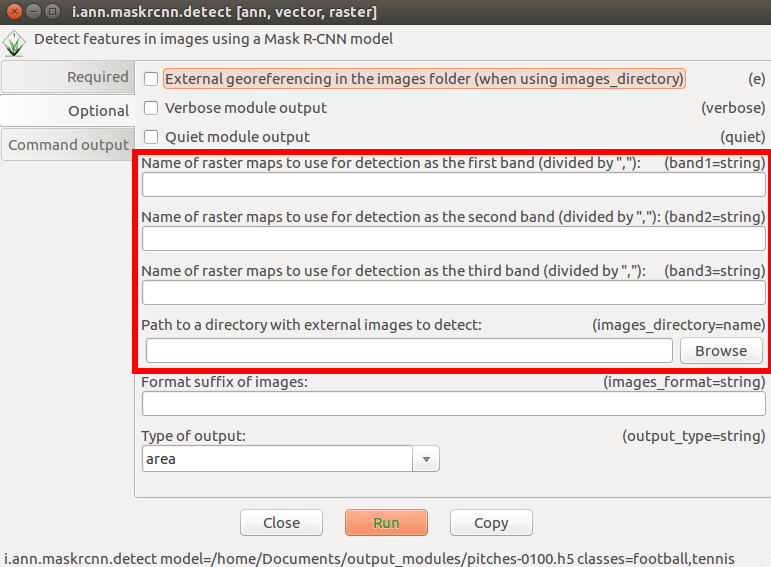 i.ann.maskrcnn.detect [ann, vector, raster]
Detect features in images using a Mask R-CNN model
Required
External georeferencing in the images folder (when using images_directory) (e)
Optional
Verbose module output (verbose)
Command output
Quiet module output (quiet)
Name of raster maps to use for detection as the first band (divided by ","): (band1=string)
Name of raster maps to use for detection as the second band (divided by ","): (band2=string)
Name of raster maps to use for detection as the third band (divided by ","): (band3=string)
Path to a directory with external images to detect: (images_directory=name)
Browse
Format suffix of images: (images_format=string)
Type of output: (output_type=string)
area
Close Run Copy
i.ann.maskrcnn.detect model=/home/Documents/output_modules/pitches-0100.h5 classes=football,tennis